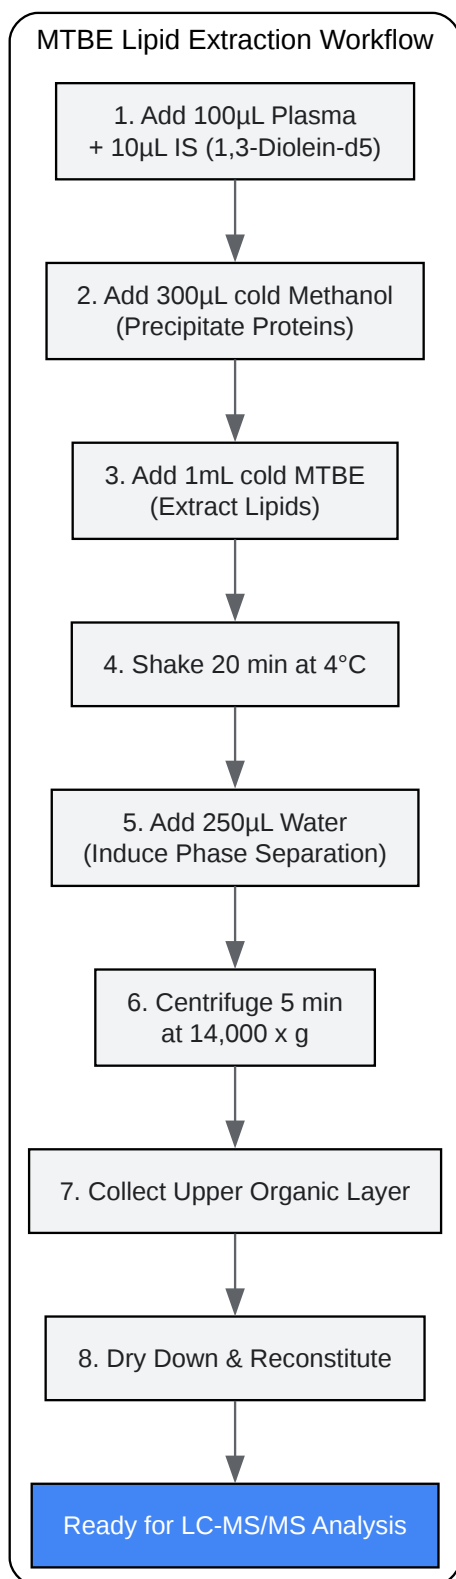 MTBE Lipid Extraction Workflow
1. Add 100µL Plasma
+ 10µL IS (1,3-Diolein-d5)
2. Add 300µL cold Methanol
(Precipitate Proteins)
3. Add 1mL cold MTBE
(Extract Lipids)
4. Shake 20 min at 4°C
5. Add 250µL Water
(Induce Phase Separation)
6. Centrifuge 5 min
at 14,000 x g
7. Collect Upper Organic Layer
8. Dry Down & Reconstitute
Ready for LC-MS/MS Analysis